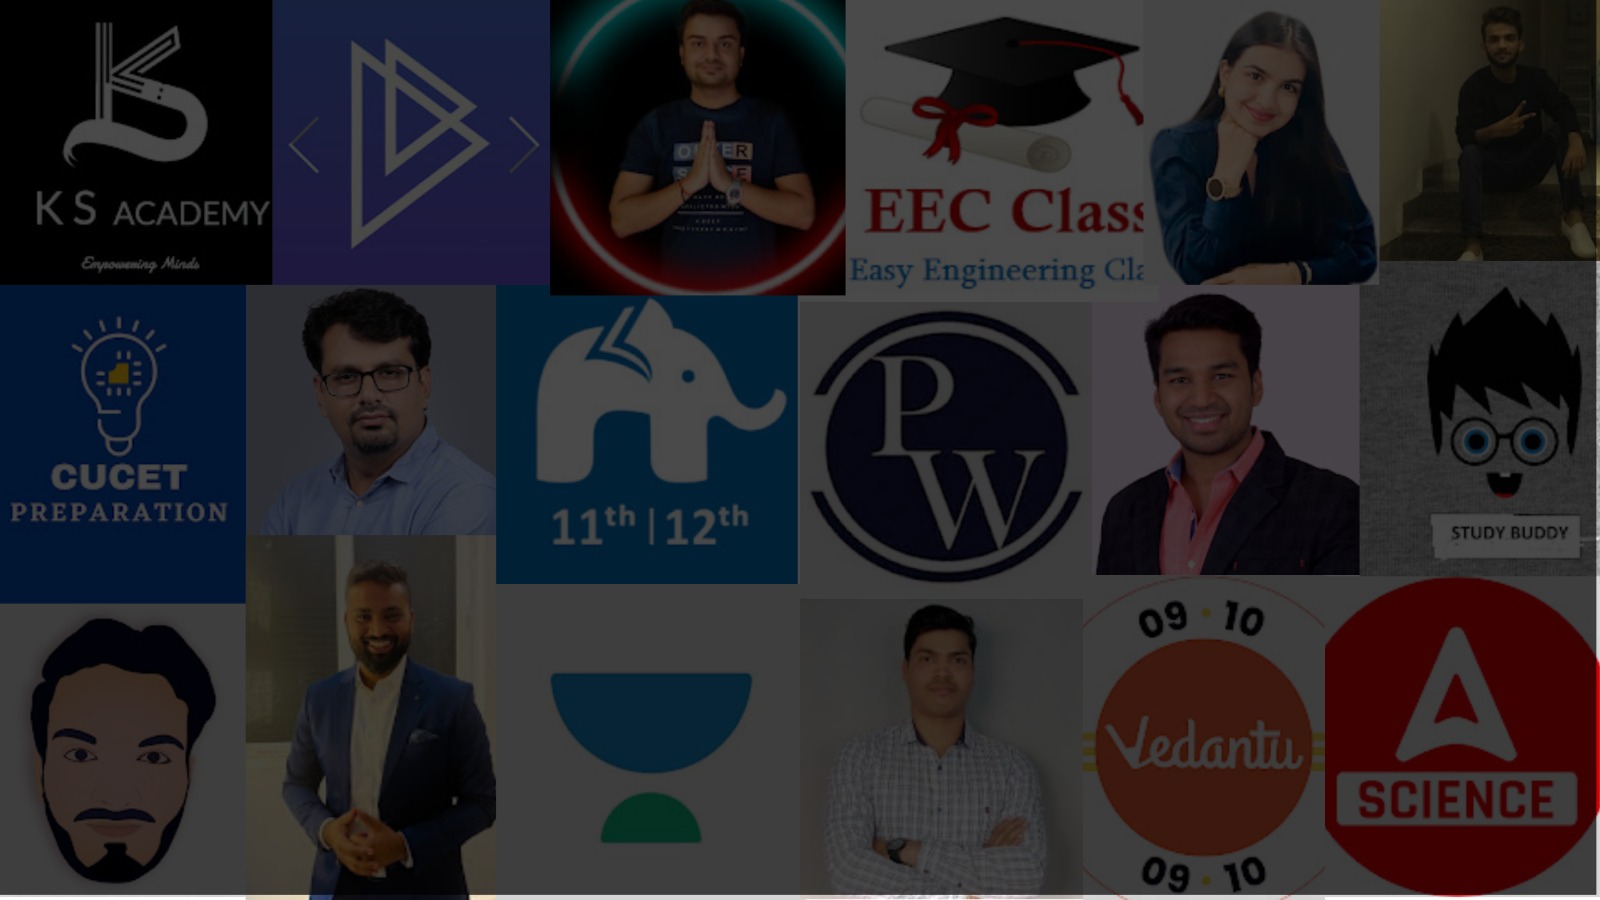 KS ACADEMY
Empowering Minds
EEC Class
Easy Engineering Cla
CUCET
PREPARATION
11th | 12th
PW
STUDY BUDDY
09 · 10
Vedantu
09 · 10
SCIENCE